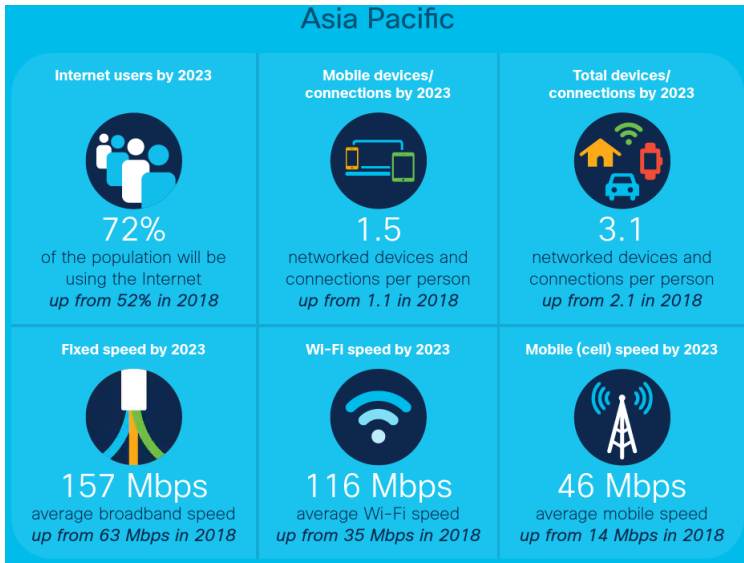 Asia Pacific
Internet users by 2023
72%
of the population will be
using the Internet
up from 52% in 2018
Mobile devices/
connections by 2023
1.5
networked devices and
connections per person
up from 1.1 in 2018
Total devices/
connections by 2023
3.1
networked devices and
connections per person
up from 2.1 in 2018
Fixed speed by 2023
157 Mbps
average broadband speed
up from 63 Mbps in 2018
WI-Fi speed by 2023
116 Mbps
average Wi-Fi speed
up from 35 Mbps in 2018
Mobile (cell) speed by 2023
46 Mbps
average mobile speed
up from 14 Mbps in 2018